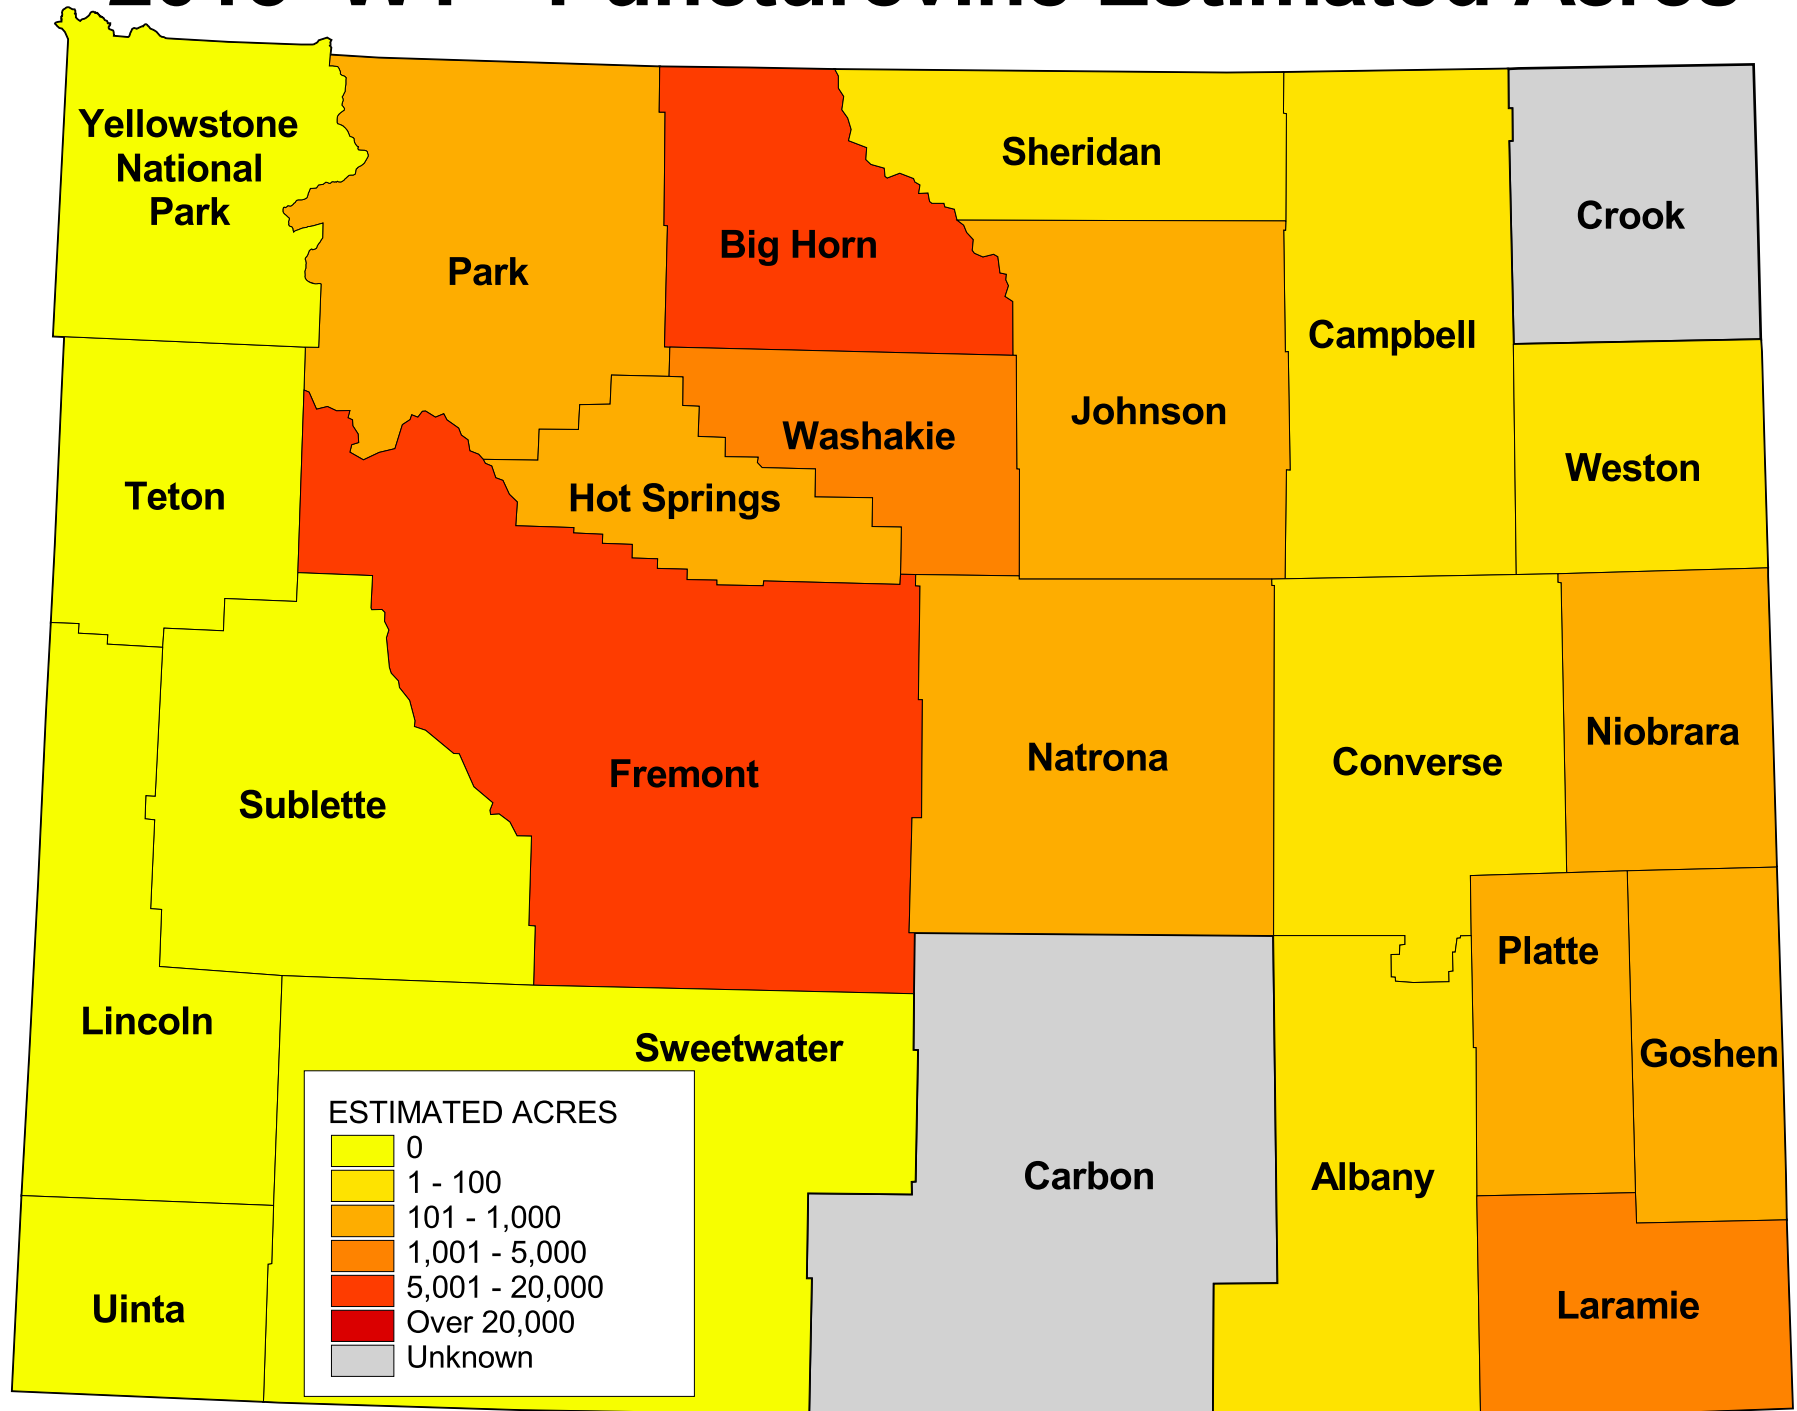 Yellowstone
National
Park
Park
Big Horn
Sheridan
Crook
Campbell
Johnson
Washakie
Hot Springs
Weston
Teton
Sublette
Fremont
Natrona
Converse
Niobrara
Platte
Goshen
Lincoln
Sweetwater
Carbon
Albany
Uinta
Laramie
ESTIMATED ACRES
0
1 - 100
101 - 1,000
1,001 - 5,000
5,001 - 20,000
Over 20,000
Unknown